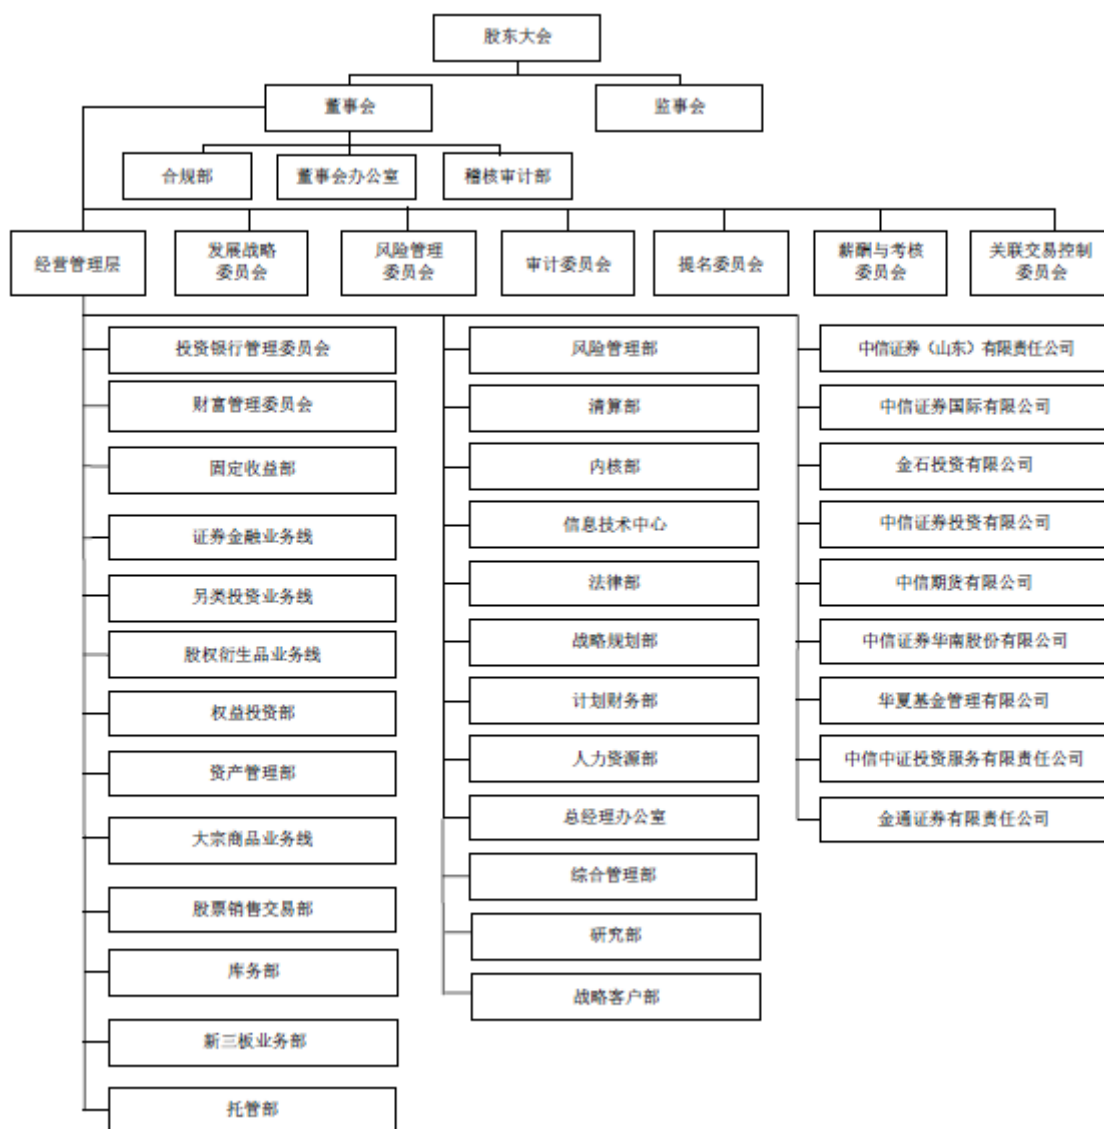 股东大会
董事会
监事会
合规部
董事会办公室
稽核审计部
经营管理层
发展战略
委员会
风险管理
委员会
审计委员会
提名委员会
薪酬与考核
委员会
关联交易控制
委员会
投资银行管理委员会
财富管理委员会
固定收益部
证券金融业务线
另类投资业务线
股权衍生品业务线
权益投资部
资产管理部
大宗商品业务线
股票销售交易部
库务部
新三板业务部
托管部
风险管理部
清算部
内核部
信息技术中心
法律部
战略规划部
计划财务部
人力资源部
总经理办公室
综合管理部
研究部
战略客户部
中信证券（山东）有限责任公司
中信证券国际有限公司
金石投资有限公司
中信证券投资有限公司
中信期货有限公司
中信证券华南股份有限公司
华夏基金管理有限公司
中信中证投资服务有限责任公司
金通证券有限责任公司